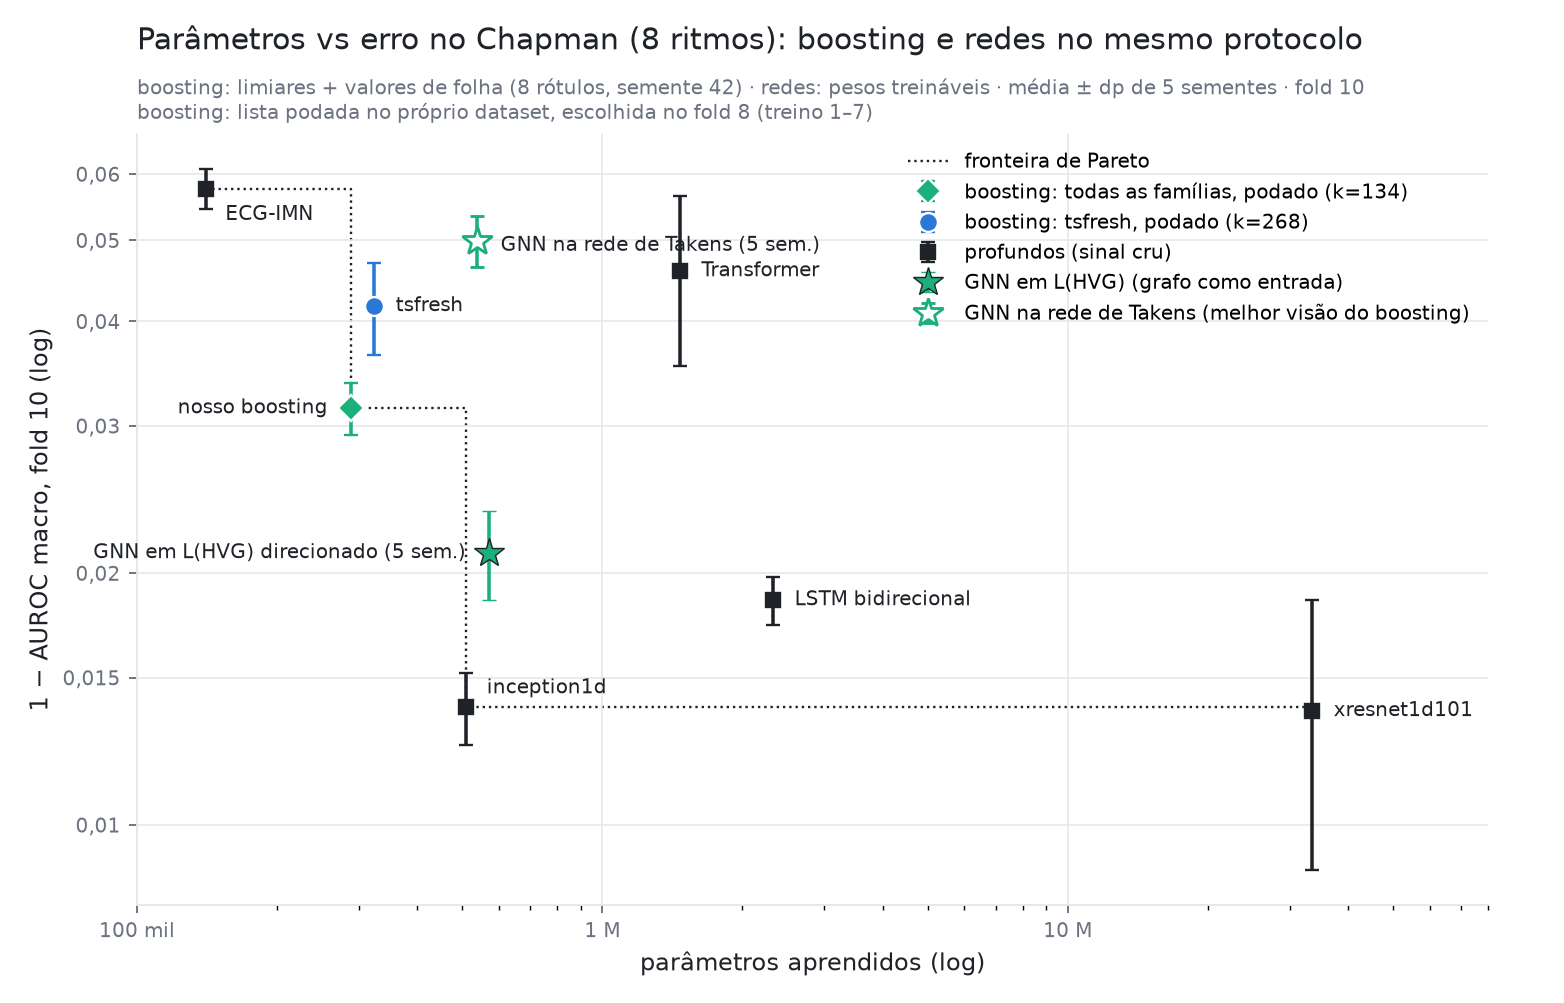 Parâmetros vs erro no Chapman (8 ritmos): boosting e redes no mesmo protocolo
boosting: limiares + valores de folha (8 rótulos, semente 42) · redes: pesos treináveis · média ± dp de 5 sementes · fold 10
boosting: lista podada no próprio dataset, escolhida no fold 8 (treino 1–7)
fronteira de Pareto
boosting: todas as famílias, podado (k=134)
boosting: tsfresh, podado (k=268)
profundos (sinal cru)
GNN em L(HVG) (grafo como entrada)
GNN na rede de Takens (melhor visão do boosting)
1 − AUROC macro, fold 10 (log)
0,06
0,05
0,04
0,03
0,02
0,015
0,01
ECG-IMN
GNN na rede de Takens (5 sem.)
Transformer
tsfresh
nosso boosting
GNN em L(HVG) direcionado (5 sem.)
LSTM bidirecional
inception1d
xresnet1d101
100 mil
1 M
10 M
parâmetros aprendidos (log)